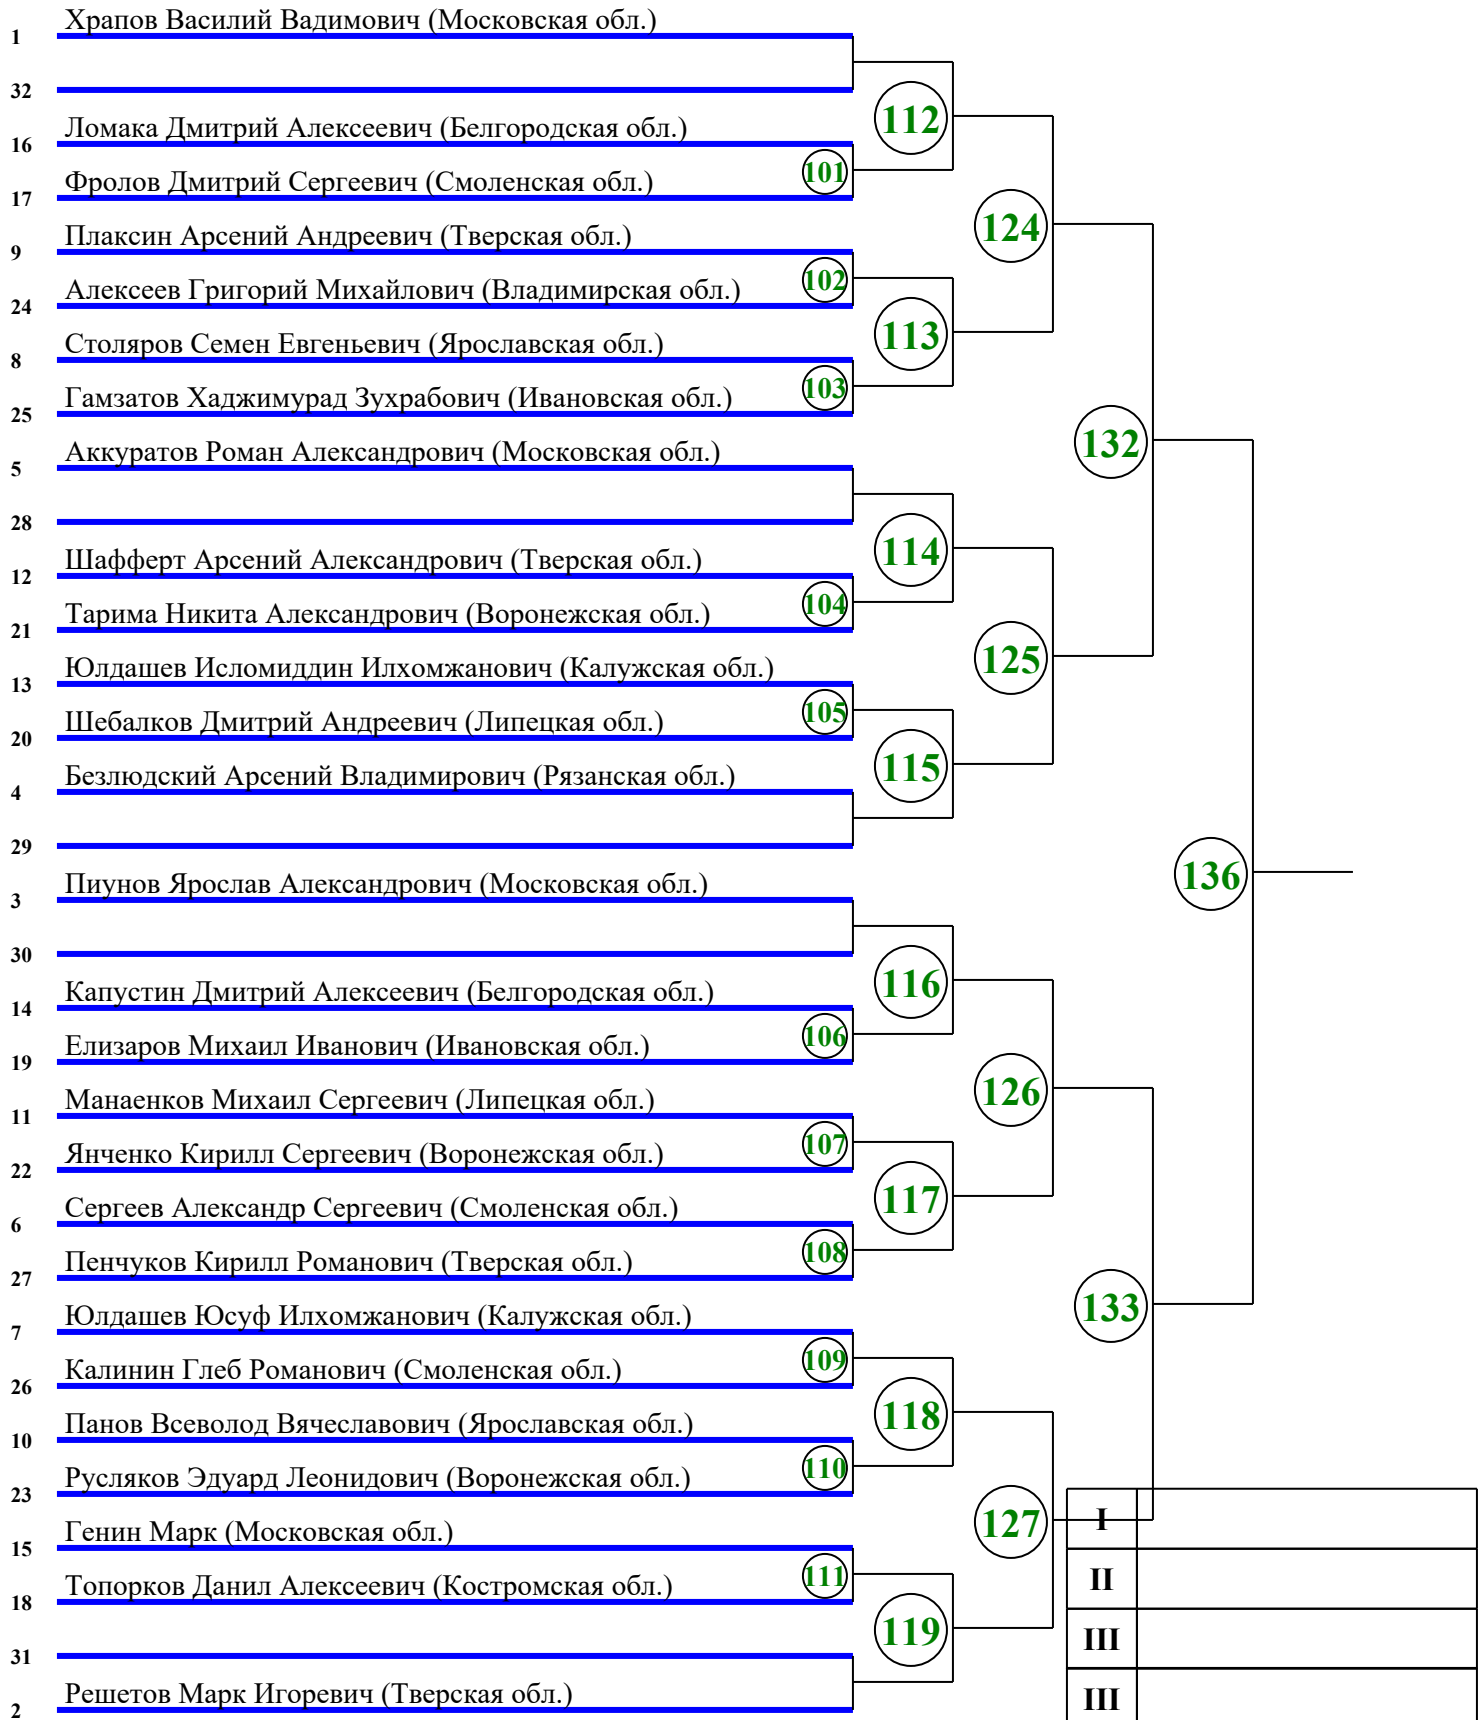 Храпов Василий Вадимович (Московская обл.)
1
32
112
Ломака Дмитрий Алексеевич (Белгородская обл.)
16
101
Фролов Дмитрий Сергеевич (Смоленская обл.)
17
124
Плаксин Арсений Андреевич (Тверская обл.)
9
102
Алексеев Григорий Михайлович (Владимирская обл.)
24
113
Столяров Семен Евгеньевич (Ярославская обл.)
8
103
Гамзатов Хаджимурад Зухрабович (Ивановская обл.)
25
132
Аккуратов Роман Александрович (Московская обл.)
5
28
114
Шафферт Арсений Александрович (Тверская обл.)
12
104
Тарима Никита Александрович (Воронежская обл.)
21
125
Юлдашев Исломиддин Илхомжанович (Калужская обл.)
13
105
Шебалков Дмитрий Андреевич (Липецкая обл.)
20
115
Безлюдский Арсений Владимирович (Рязанская обл.)
4
29
136
Пиунов Ярослав Александрович (Московская обл.)
3
30
116
Капустин Дмитрий Алексеевич (Белгородская обл.)
14
106
Елизаров Михаил Иванович (Ивановская обл.)
19
126
Манаенков Михаил Сергеевич (Липецкая обл.)
11
107
Янченко Кирилл Сергеевич (Воронежская обл.)
22
117
Сергеев Александр Сергеевич (Смоленская обл.)
6
108
Пенчуков Кирилл Романович (Тверская обл.)
27
133
Юлдашев Юсуф Илхомжанович (Калужская обл.)
7
109
Калинин Глеб Романович (Смоленская обл.)
26
118
Панов Всеволод Вячеславович (Ярославская обл.)
10
110
Русляков Эдуард Леонидович (Воронежская обл.)
23
127
I
Генин Марк (Московская обл.)
15
111
Топорков Данил Алексеевич (Костромская обл.)
18
II
119
31
III
Решетов Марк Игоревич (Тверская обл.)
2
III